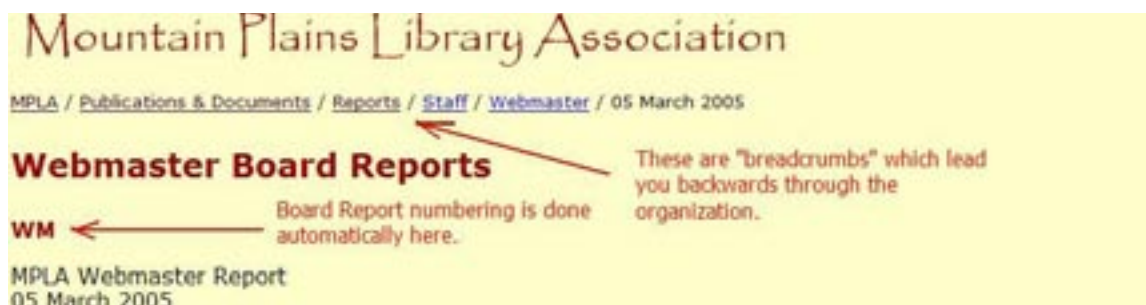 Mountain Plains Library Association
MPLA / Publications & Documents / Reports / Staff / Webmaster / 05 March 2005
Webmaster Board Reports
These are "breadcrumbs" which lead
you backwards through the
organization.
Board Report numbering is done
automatically here.
WM
MPLA Webmaster Report
05 March 2005